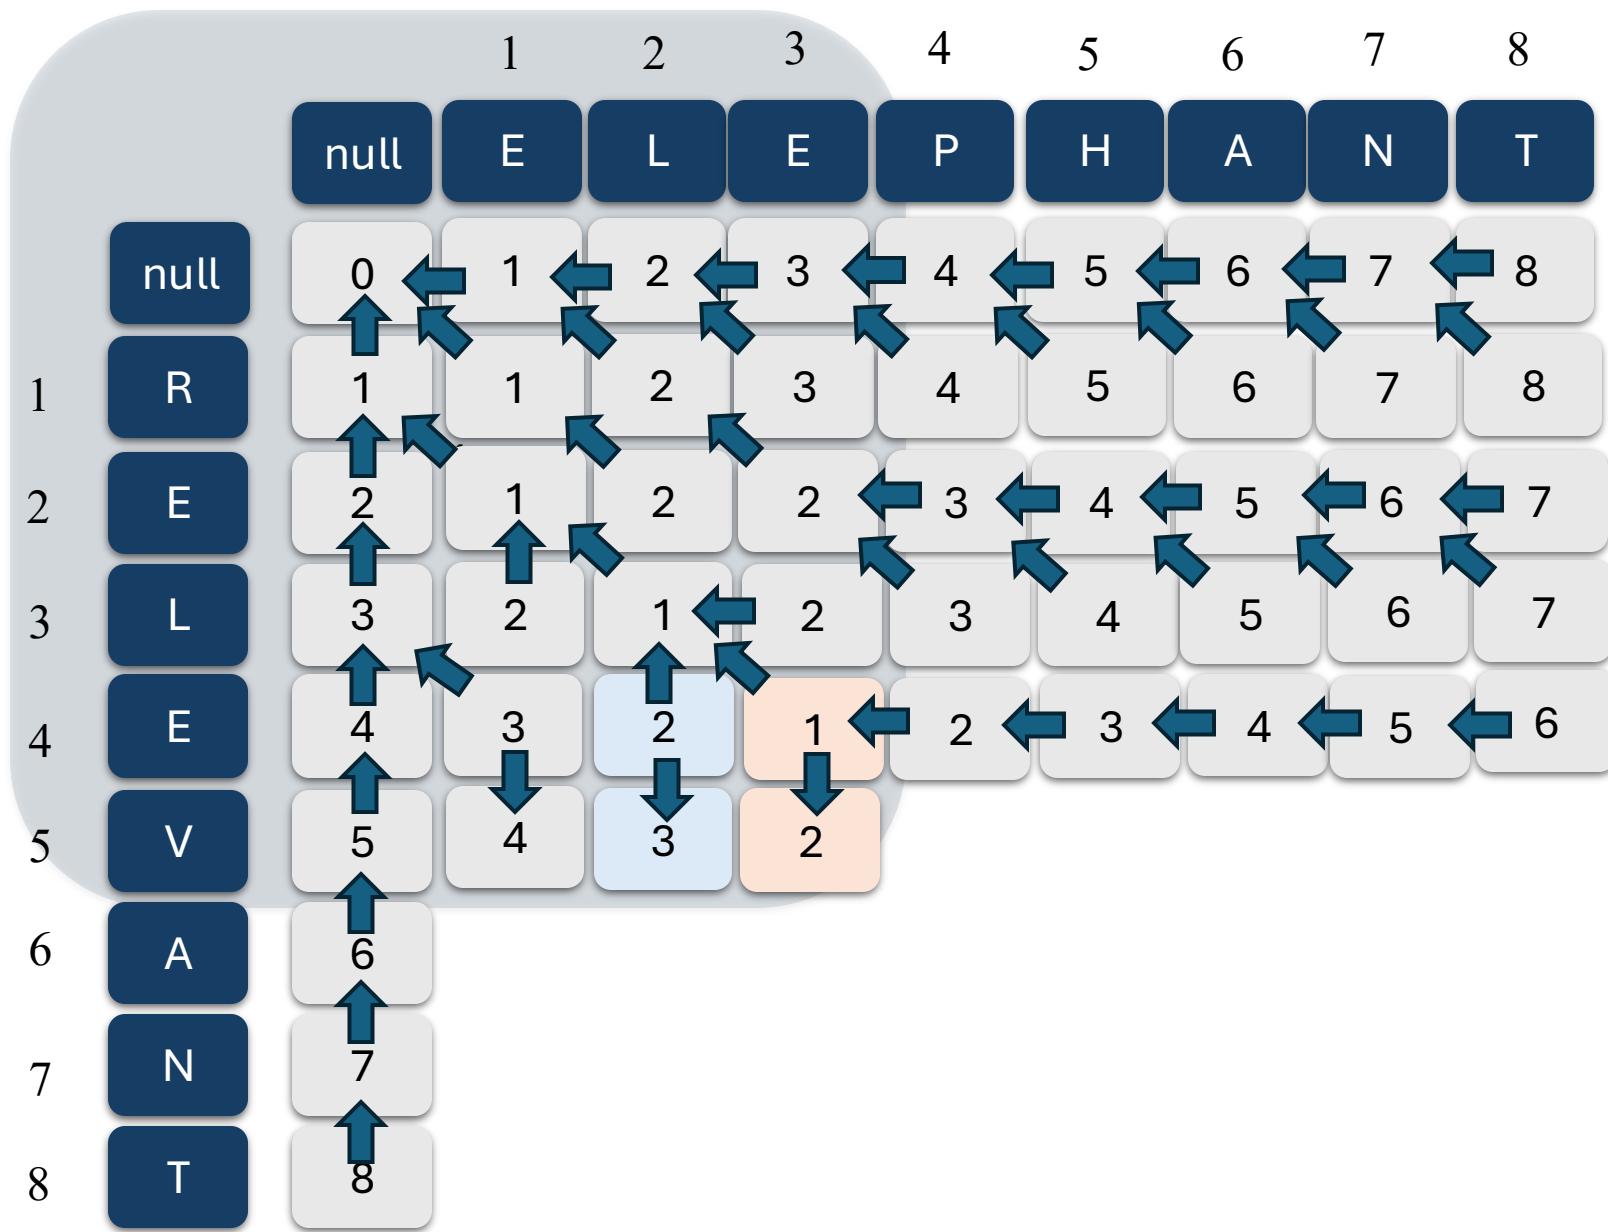 1 2 3 4 5 6 7 8
null E L E P H A N T
null 0 1 2 3 4 5 6 7 8
1 R 1 1 2 3 4 5 6 7 8
2 E 2 1 2 2 3 4 5 6 7
3 L 3 2 1 2 3 4 5 6 7
4 E 4 3 2 1 2 3 4 5 6
5 V 5 4 3 2
6 A 6
7 N 7
8 T 8